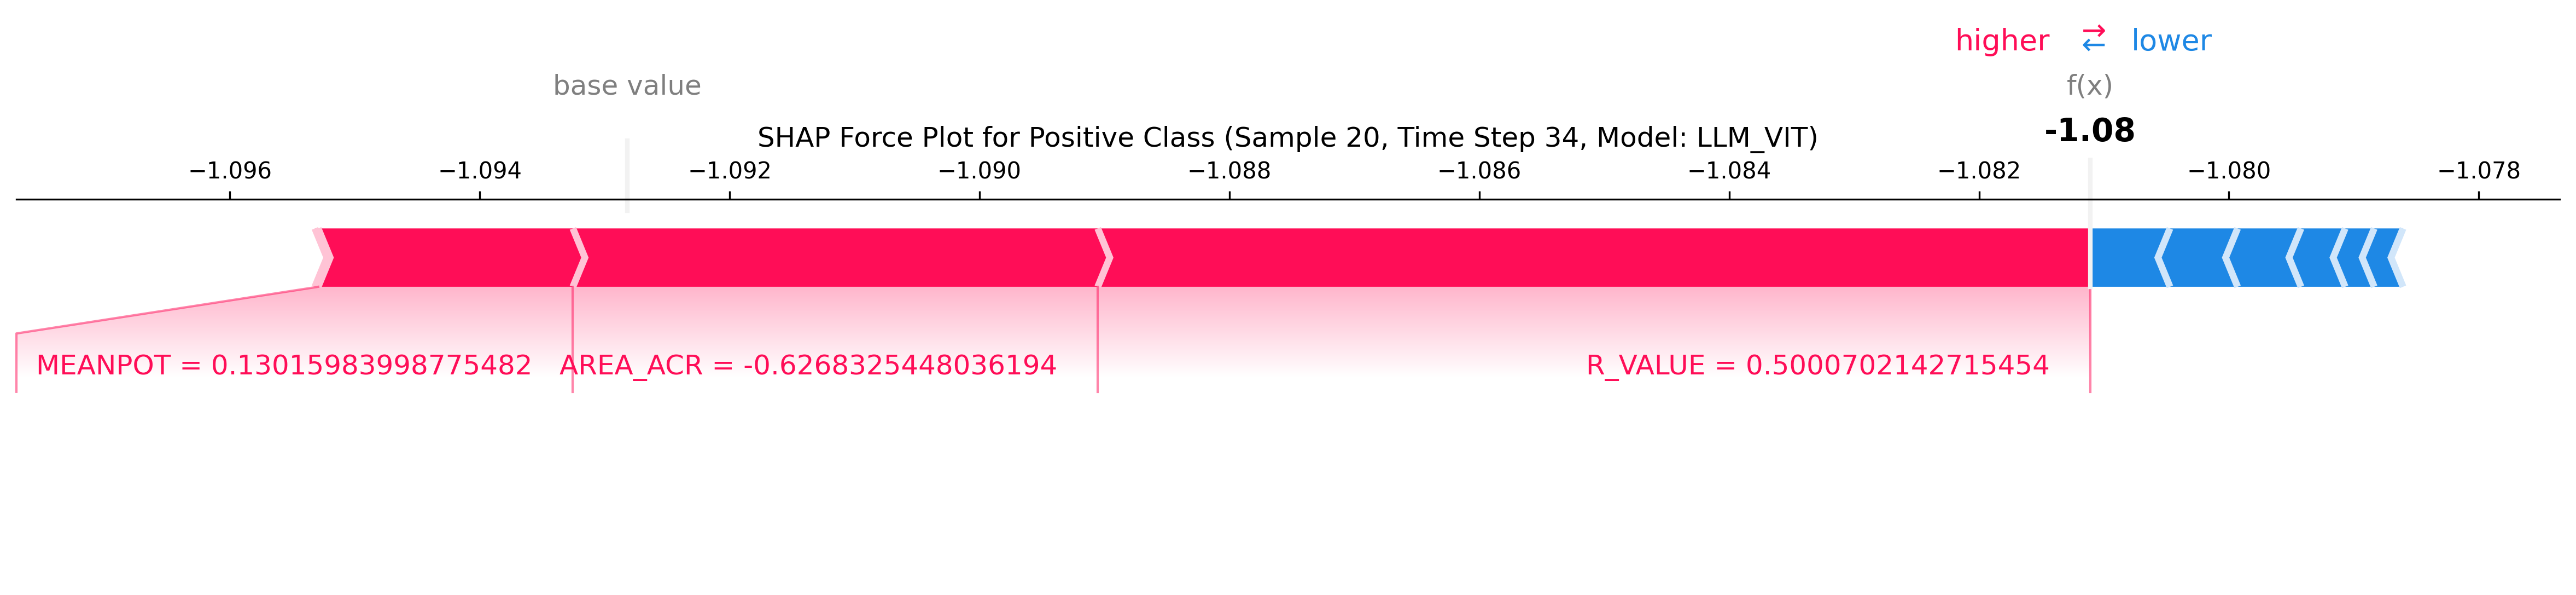 higher ⇄ lower
base value f(x)
SHAP Force Plot for Positive Class (Sample 20, Time Step 34, Model: LLM_VIT) -1.08
−1.096 −1.094 −1.092 −1.090 −1.088 −1.086 −1.084 −1.082 −1.080 −1.078
MEANPOT = 0.13015983998775482 AREA_ACR = -0.6268325448036194 R_VALUE = 0.5000702142715454